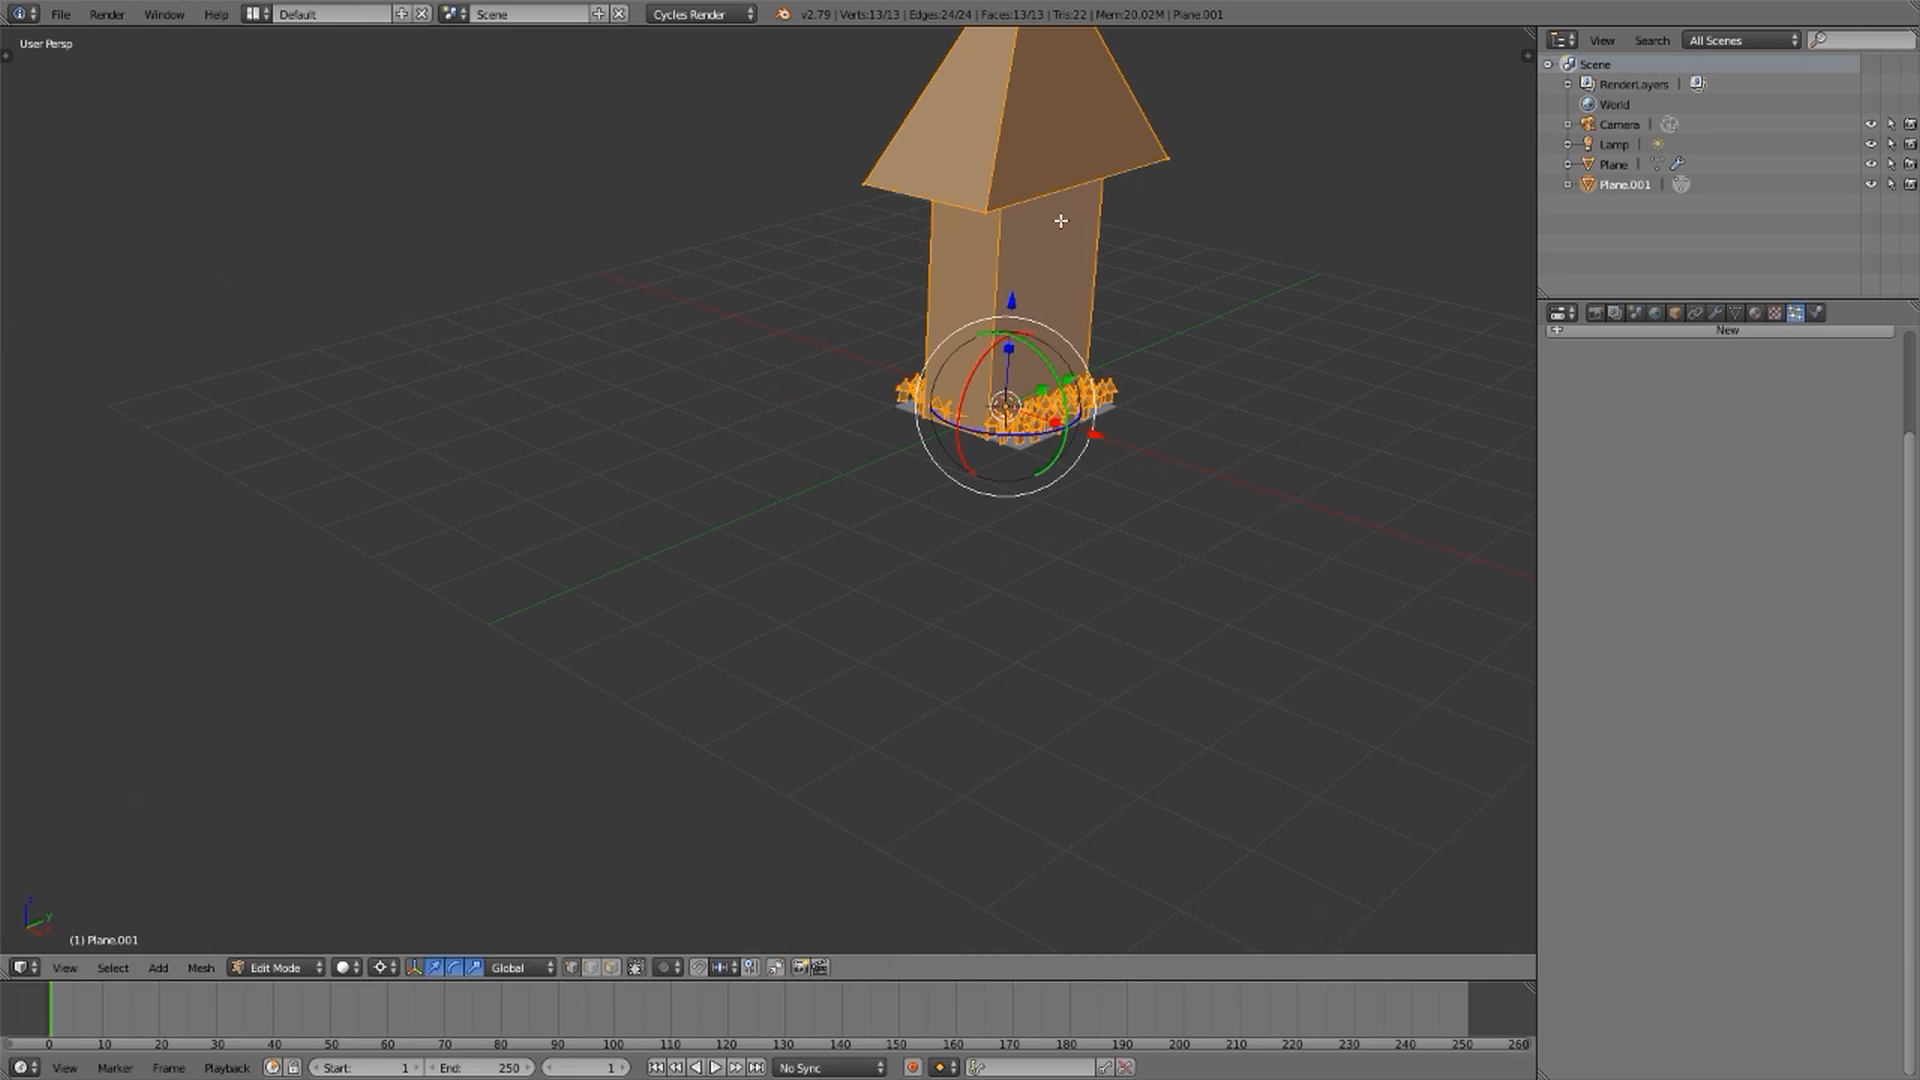 File Render Window Help Default Scene Cycles Render v2.79 | Verts:13/13 | Edges:24/24 | Faces:13/13 | Tris:22 | Mem:20.02M | Plane.001
User Persp
View Search All Scenes
Scene
RenderLayers
World
Camera
Lamp
Plane
Plane.001
New
z
y
(1) Plane.001
View Select Add Mesh Edit Mode Global
0 10 20 30 40 50 60 70 80 90 100 110 120 130 140 150 160 170 180 190 200 210 220 230 240 250 260
View Marker Frame Playback Start: 1 End: 250 1 No Sync